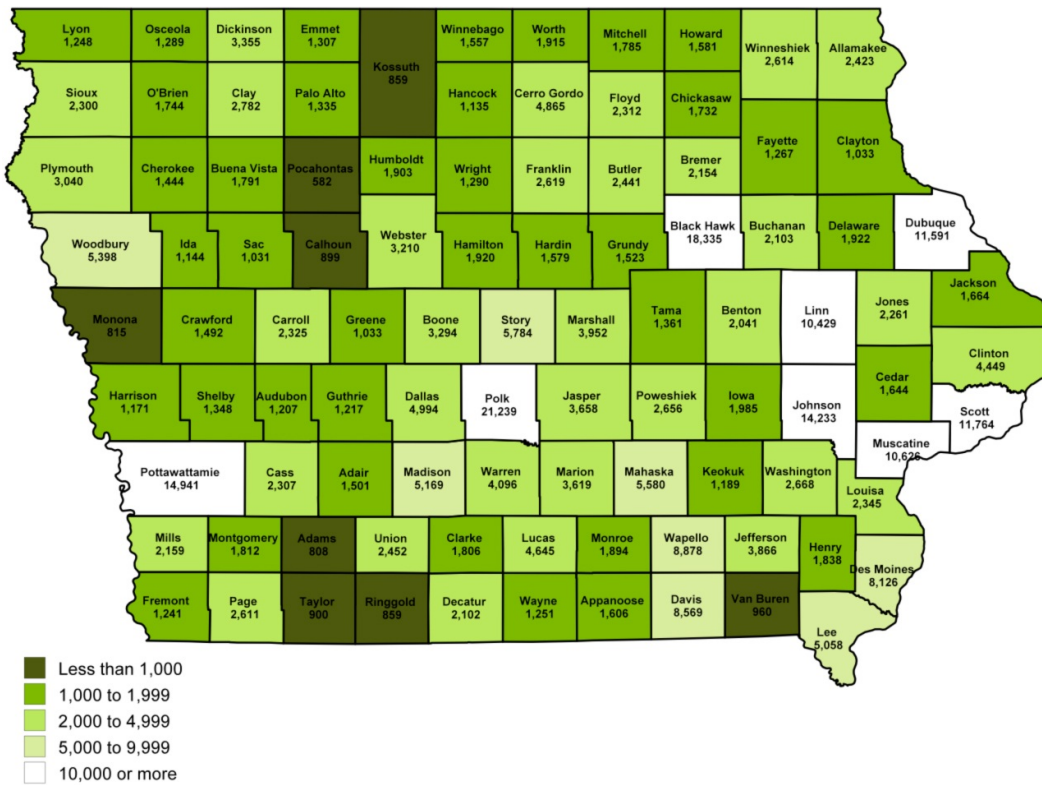 Lyon
1,248
Osceola
1,289
Dickinson
3,355
Emmet
1,307
Kossuth
859
Winnebago
1,557
Worth
1,915
Mitchell
1,785
Howard
1,581
Winneshiek
2,614
Allamakee
2,423
Sioux
2,300
O'Brien
1,744
Clay
2,782
Palo Alto
1,335
Hancock
1,135
Cerro Gordo
4,865
Floyd
2,312
Chickasaw
1,732
Fayette
1,267
Clayton
1,033
Plymouth
3,040
Cherokee
1,444
Buena Vista
1,791
Pocahontas
582
Humboldt
1,903
Wright
1,290
Franklin
2,619
Butler
2,441
Bremer
2,154
Woodbury
5,398
Ida
1,144
Sac
1,031
Calhoun
899
Webster
3,210
Hamilton
1,920
Hardin
1,579
Grundy
1,523
Black Hawk
18,335
Buchanan
2,103
Delaware
1,922
Dubuque
11,591
Monona
815
Crawford
1,492
Carroll
2,325
Greene
1,033
Boone
3,294
Story
5,784
Marshall
3,952
Tama
1,361
Benton
2,041
Linn
10,429
Jones
2,261
Jackson
1,664
Clinton
4,449
Harrison
1,171
Shelby
1,348
Audubon
1,207
Guthrie
1,217
Dallas
4,994
Polk
21,239
Jasper
3,658
Poweshiek
2,656
Iowa
1,985
Johnson
14,233
Cedar
1,644
Scott
11,764
Muscatine
10,626
Pottawattamie
14,941
Cass
2,307
Adair
1,501
Madison
5,169
Warren
4,096
Marion
3,619
Mahaska
5,580
Keokuk
1,189
Washington
2,668
Louisa
2,345
Mills
2,159
Montgomery
1,812
Adams
808
Union
2,452
Clarke
1,806
Lucas
4,645
Monroe
1,894
Wapello
8,878
Jefferson
3,866
Henry
1,838
Des Moines
8,126
Fremont
1,241
Page
2,611
Taylor
900
Ringgold
859
Decatur
2,102
Wayne
1,251
Appanoose
1,606
Davis
8,569
Van Buren
960
Lee
5,058
Less than 1,000
1,000 to 1,999
2,000 to 4,999
5,000 to 9,999
10,000 or more